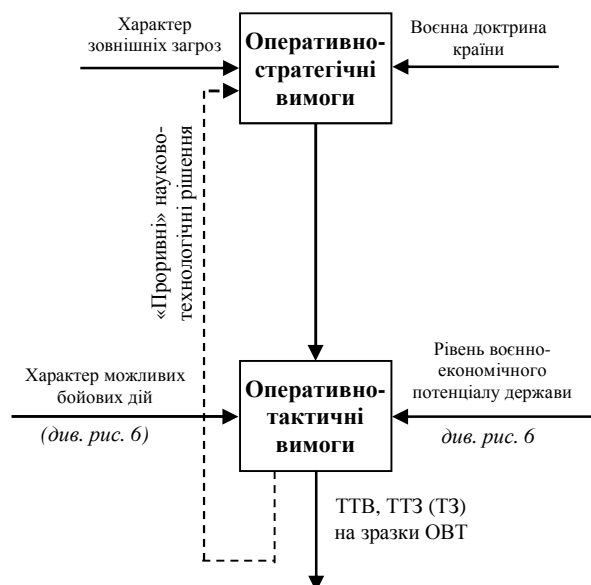 Характер
зовнішніх загроз
Оперативно-
стратегічні
вимоги
Воєнна доктрина
країни
«Проривні» науково-
технологічні рішення
Характер можливих
бойових дій
(див. рис. 6)
Оперативно-
тактичні
вимоги
Рівень воєнно-
економічного
потенціалу держави
див. рис. 6
ТТВ, ТТЗ (ТЗ)
на зразки ОВТ